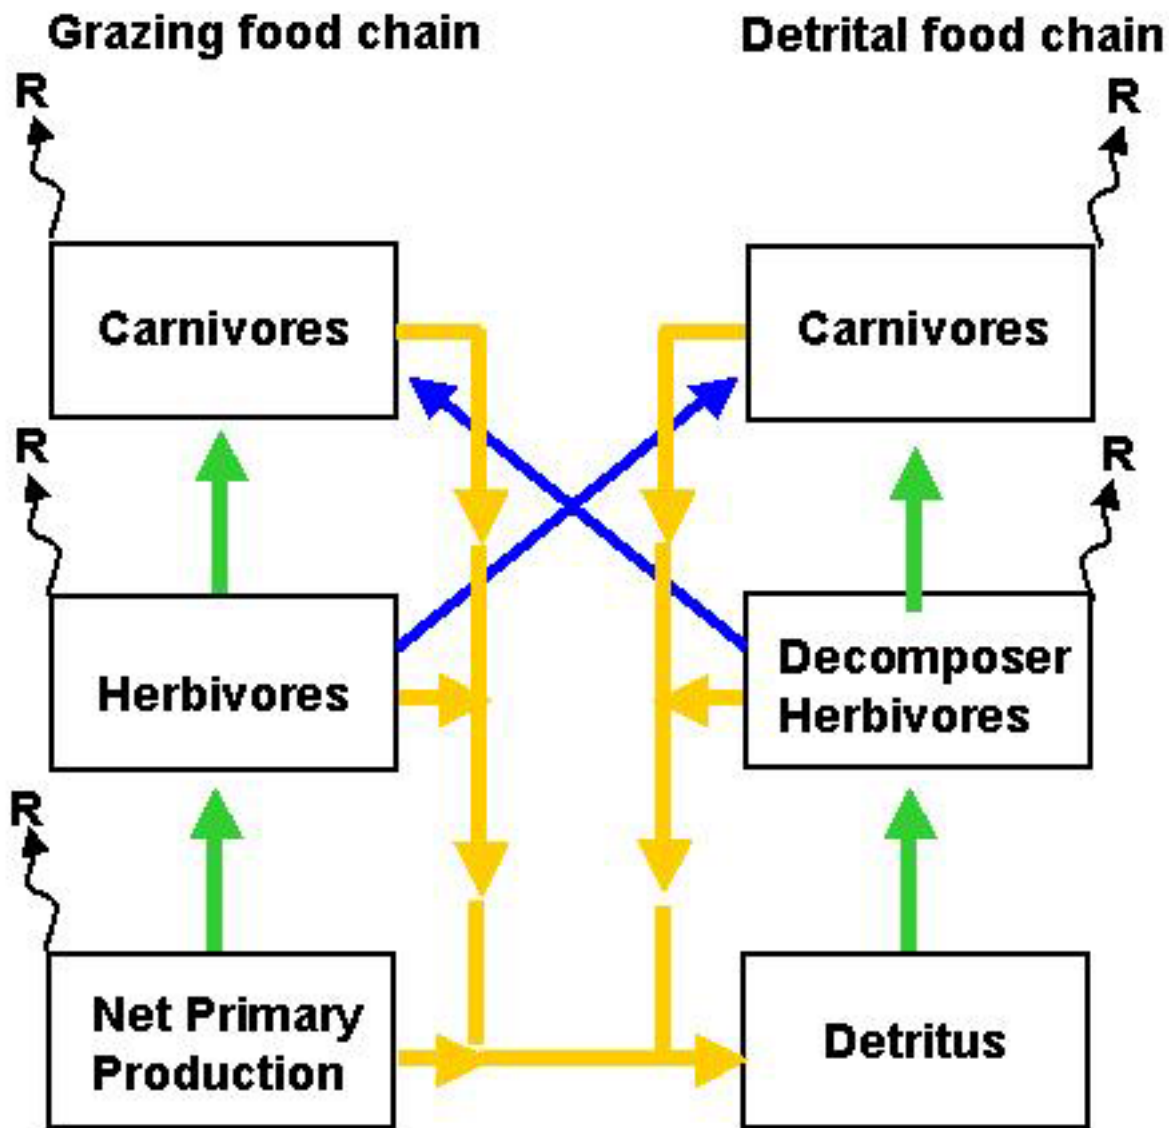 Grazing food chain
Detrital food chain
R
R
Carnivores
Carnivores
R
R
Herbivores
Decomposer
Herbivores
R
Net Primary
Production
Detritus